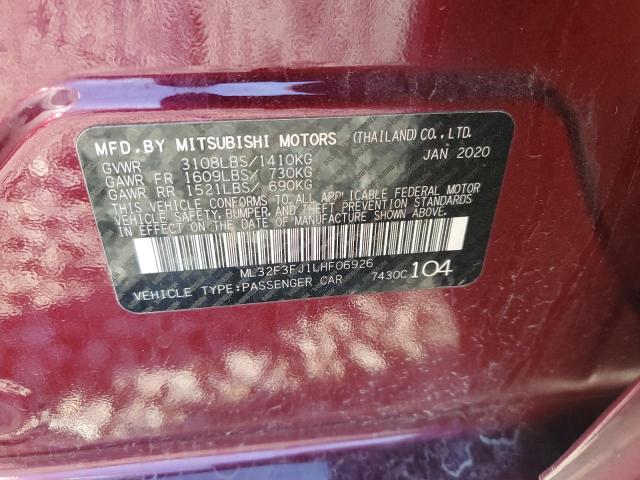 MFD.BY MITSUBISHI MOTORS (THAILAND) CO., LTD.
GVWR 3108LBS/1410KG JAN 2020
GAWR FR 1609LBS/ 730KG
GAWR RR 1521LBS/ 690KG
THIS VEHICLE CONFORMS TO ALL APPLICABLE FEDERAL MOTOR
VEHICLE SAFETY, BUMPER, AND THEFT PREVENTION STANDARDS
IN EFFECT ON THE DATE OF MANUFACTURE SHOWN ABOVE.
ML32F3FJ1LHF06926
VEHICLE TYPE:PASSENGER CAR 7430C 104